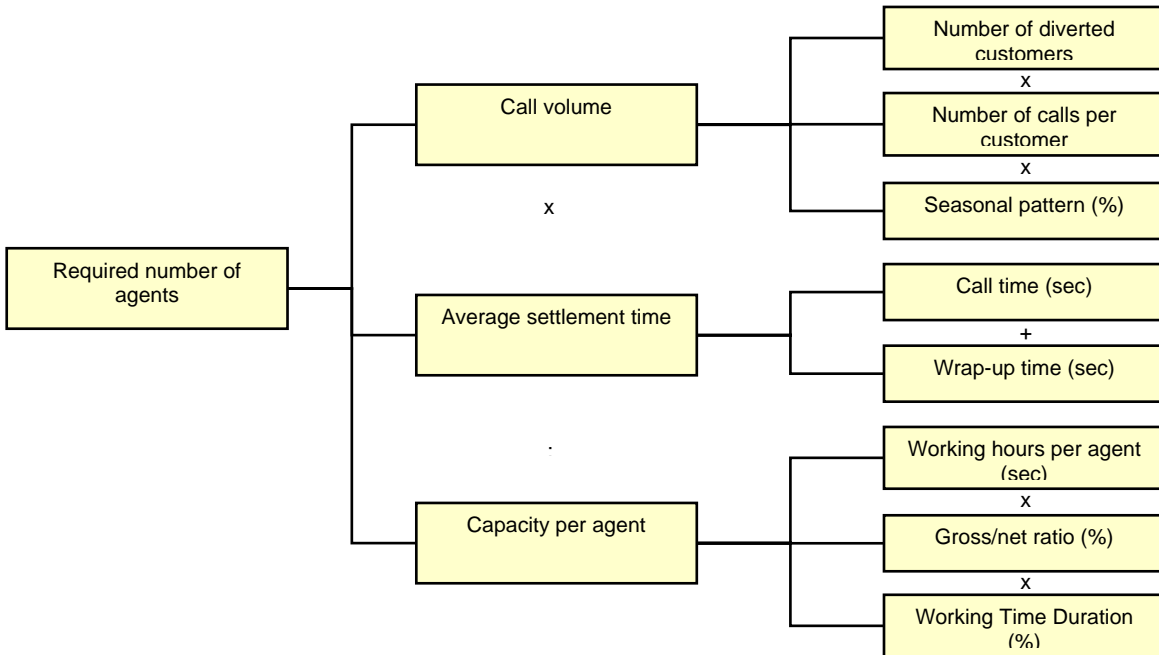 Required number of
agents
Call volume
x
Average settlement time
.
Capacity per agent
Number of diverted
customers
x
Number of calls per
customer
x
Seasonal pattern (%)
Call time (sec)
+
Wrap-up time (sec)
Working hours per agent
(sec)
x
Gross/net ratio (%)
x
Working Time Duration
(%)